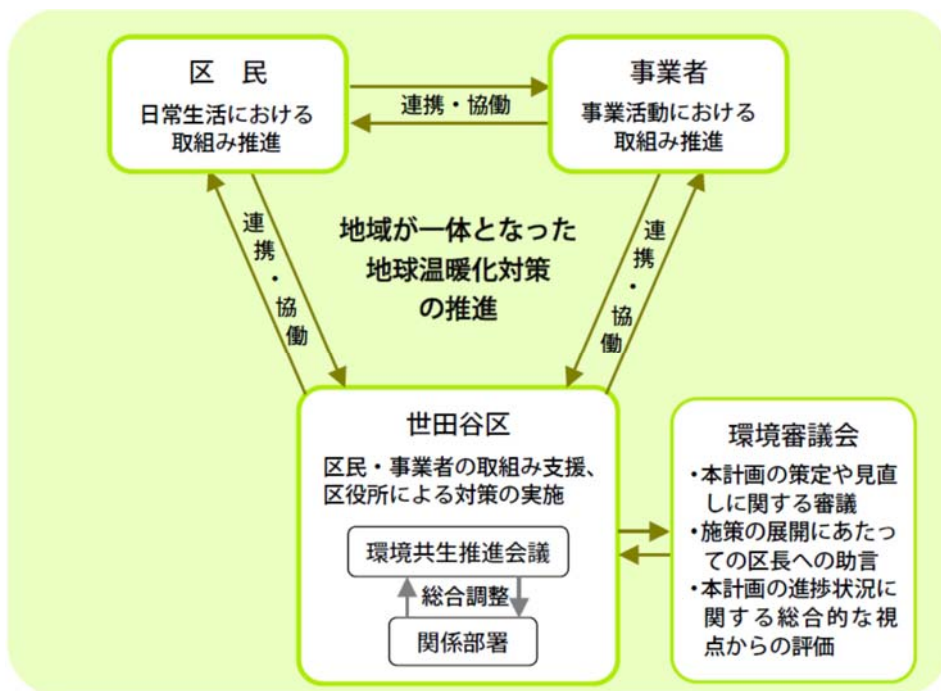 区　民
日常生活における
取組み推進
連携・協働
事業者
事業活動における
取組み推進
連携・協働
地域が一体となった
地球温暖化対策
の推進
連携・協働
世田谷区
区民・事業者の取組み支援、
区役所による対策の実施
環境共生推進会議
総合調整
関係部署
環境審議会
・本計画の策定や見直
しに関する審議
・施策の展開にあたっ
ての区長への助言
・本計画の進捗状況に
関する総合的な視
点からの評価